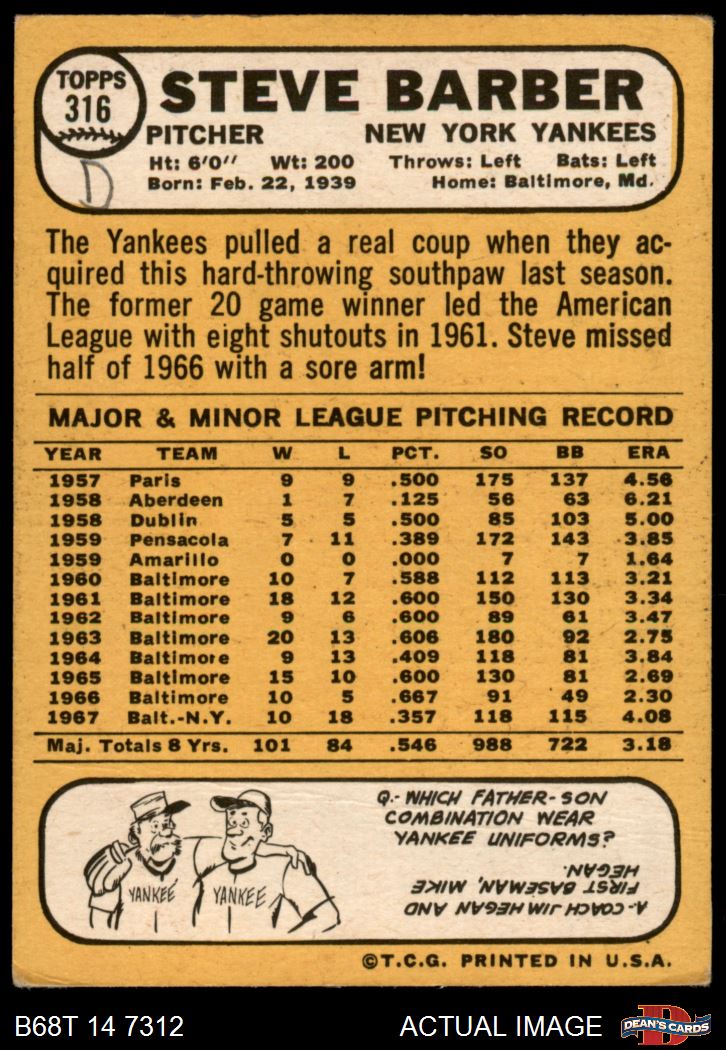 TOPPS
316
STEVE BARBER
PITCHER NEW YORK YANKEES
Ht: 6'0'' Wt: 200 Throws: Left Bats: Left
Born: Feb. 22, 1939 Home: Baltimore, Md.
D
The Yankees pulled a real coup when they ac-
quired this hard-throwing southpaw last season.
The former 20 game winner led the American
League with eight shutouts in 1961. Steve missed
half of 1966 with a sore arm!
MAJOR & MINOR LEAGUE PITCHING RECORD
YEAR TEAM W L PCT. SO BB ERA
1957 Paris 9 9 .500 175 137 4.56
1958 Aberdeen 1 7 .125 56 63 6.21
1958 Dublin 5 5 .500 85 103 5.00
1959 Pensacola 7 11 .389 172 143 3.85
1959 Amarillo 0 0 .000 7 7 1.64
1960 Baltimore 10 7 .588 112 113 3.21
1961 Baltimore 18 12 .600 150 130 3.34
1962 Baltimore 9 6 .600 89 61 3.47
1963 Baltimore 20 13 .606 180 92 2.75
1964 Baltimore 9 13 .409 118 81 3.84
1965 Baltimore 15 10 .600 130 81 2.69
1966 Baltimore 10 5 .667 91 49 2.30
1967 Balt.-N.Y. 10 18 .357 118 115 4.08
Maj. Totals 8 Yrs. 101 84 .546 988 722 3.18
Q.- WHICH FATHER-SON
COMBINATION WEAR
YANKEE UNIFORMS?
A.-COACH JIM HEGAN AND
FIRST BASEMAN, MIKE
HEGAN.
YANKEE YANKEE
©T.C.G. PRINTED IN U.S.A.
B68T 14 7312 ACTUAL IMAGE
D
DEAN'S CARDS